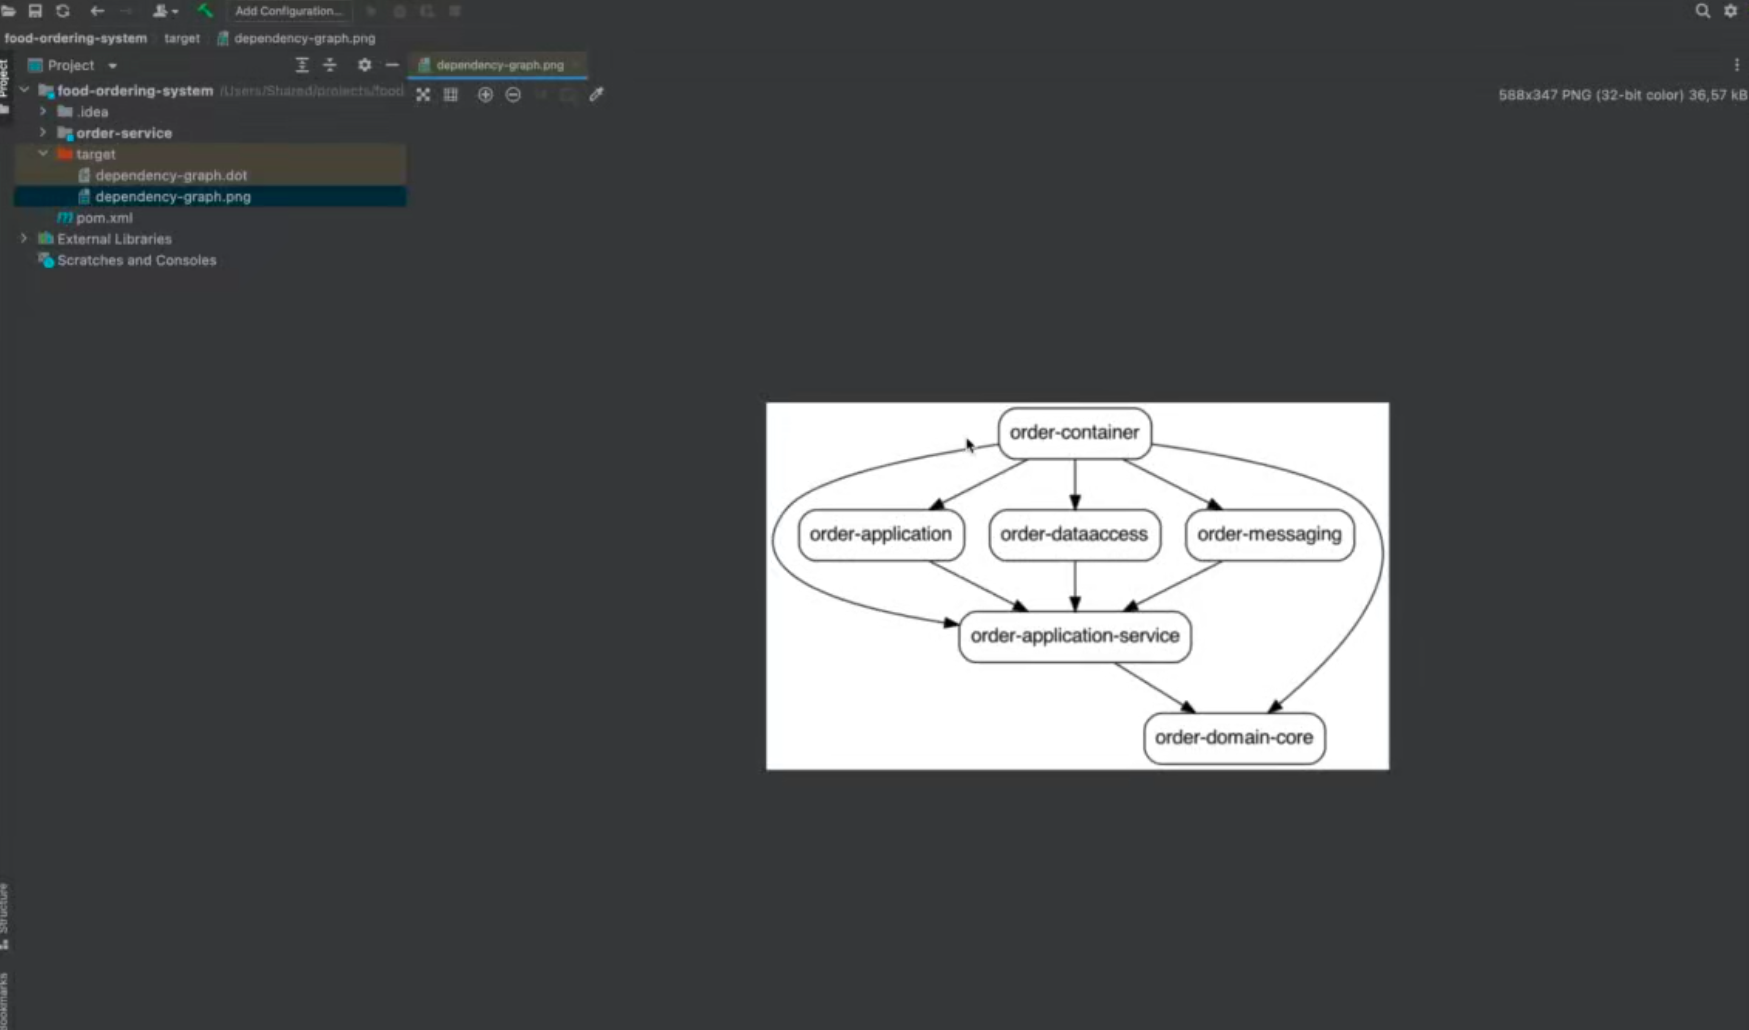 Add Configuration...
food-ordering-system target dependency-graph.png
Project
Project
dependency-graph.png
food-ordering-system /Users/Shared/projects/food
588x347 PNG (32-bit color) 36,57 kB
.idea
order-service
target
dependency-graph.dot
dependency-graph.png
pom.xml
External Libraries
Scratches and Consoles
order-container
order-application
order-dataaccess
order-messaging
order-application-service
order-domain-core
Structure
ookmarks